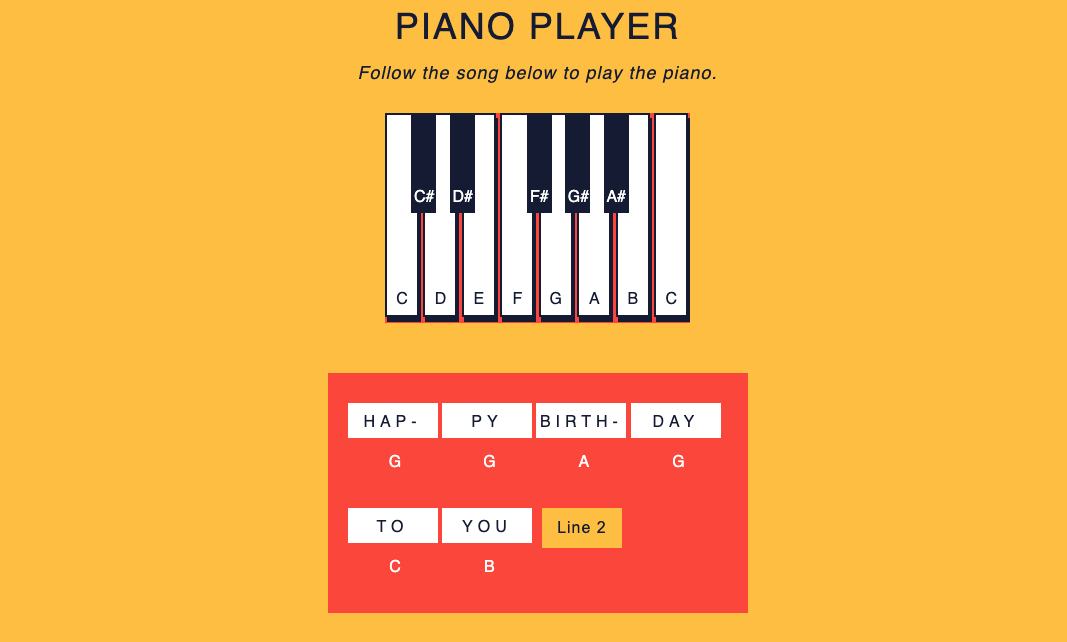 PIANO PLAYER
Follow the song below to play the piano.
C# D# F# G# A#
C D E F G A B C
HAP- PY BIRTH- DAY
G G A G
TO YOU Line 2
C B